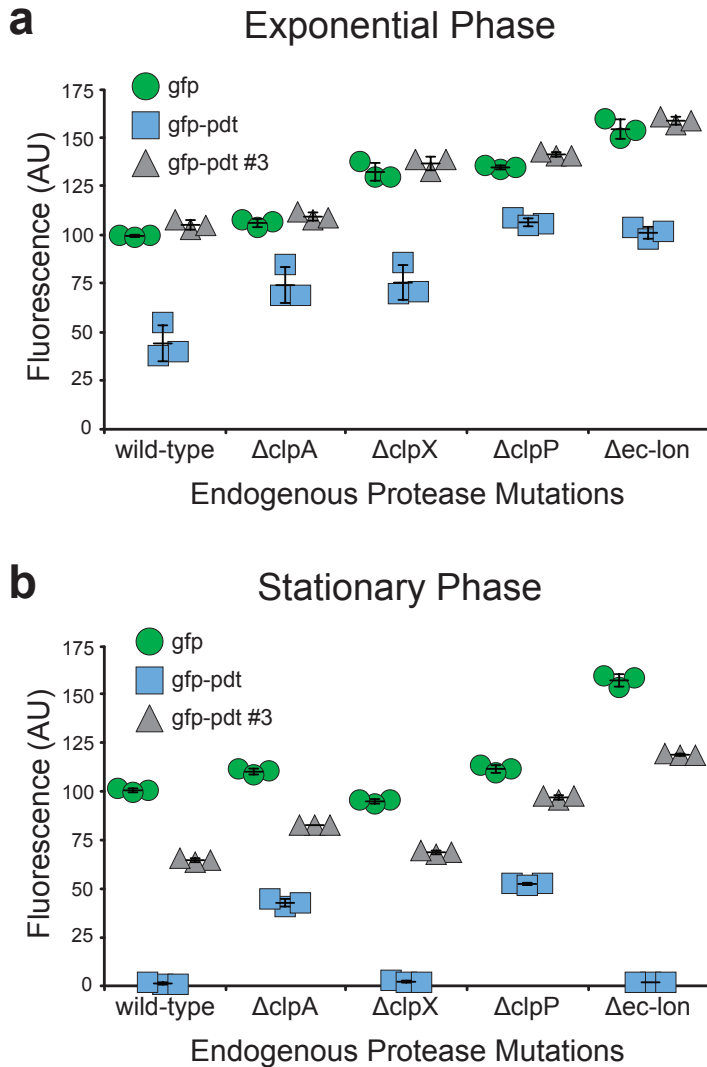 a
Exponential Phase
175
150
125
100
75
50
25
0
Fluorescence (AU)
gfp
gfp-pdt
gfp-pdt #3
wild-type ΔclpA ΔclpX ΔclpP Δec-lon
Endogenous Protease Mutations
b
Stationary Phase
175
150
125
100
75
50
25
0
Fluorescence (AU)
gfp
gfp-pdt
gfp-pdt #3
wild-type ΔclpA ΔclpX ΔclpP Δec-lon
Endogenous Protease Mutations